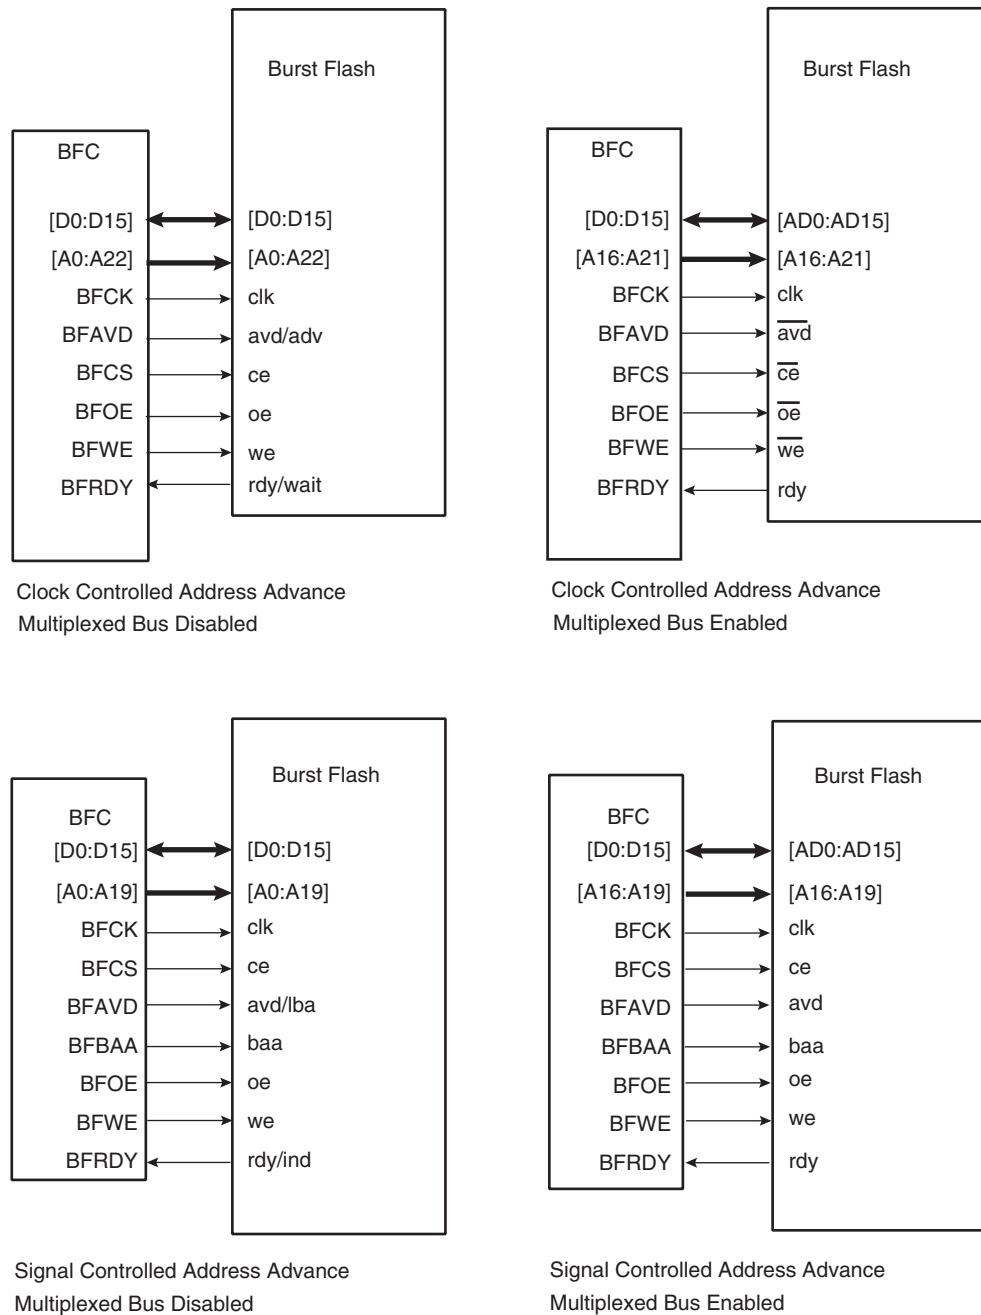 Burst Flash
BFC
[D0:D15] [D0:D15]
[A0:A22] [A0:A22]
BFCK clk
BFAVD avd/adv
BFCS ce
BFOE oe
BFWE we
BFRDY rdy/wait
Clock Controlled Address Advance
Multiplexed Bus Disabled
Burst Flash
BFC
[D0:D15] [AD0:AD15]
[A16:A21] [A16:A21]
BFCK clk
BFAVD avd
BFCS ce
BFOE oe
BFWE we
BFRDY rdy
Clock Controlled Address Advance
Multiplexed Bus Enabled
Burst Flash
BFC
[D0:D15] [D0:D15]
[A0:A19] [A0:A19]
BFCK clk
BFCS ce
BFAVD avd/lba
BFBAA baa
BFOE oe
BFWE we
BFRDY rdy/ind
Signal Controlled Address Advance
Multiplexed Bus Disabled
Burst Flash
BFC
[D0:D15] [AD0:AD15]
[A16:A19] [A16:A19]
BFCK clk
BFCS ce
BFAVD avd
BFBAA baa
BFOE oe
BFWE we
BFRDY rdy
Signal Controlled Address Advance
Multiplexed Bus Enabled